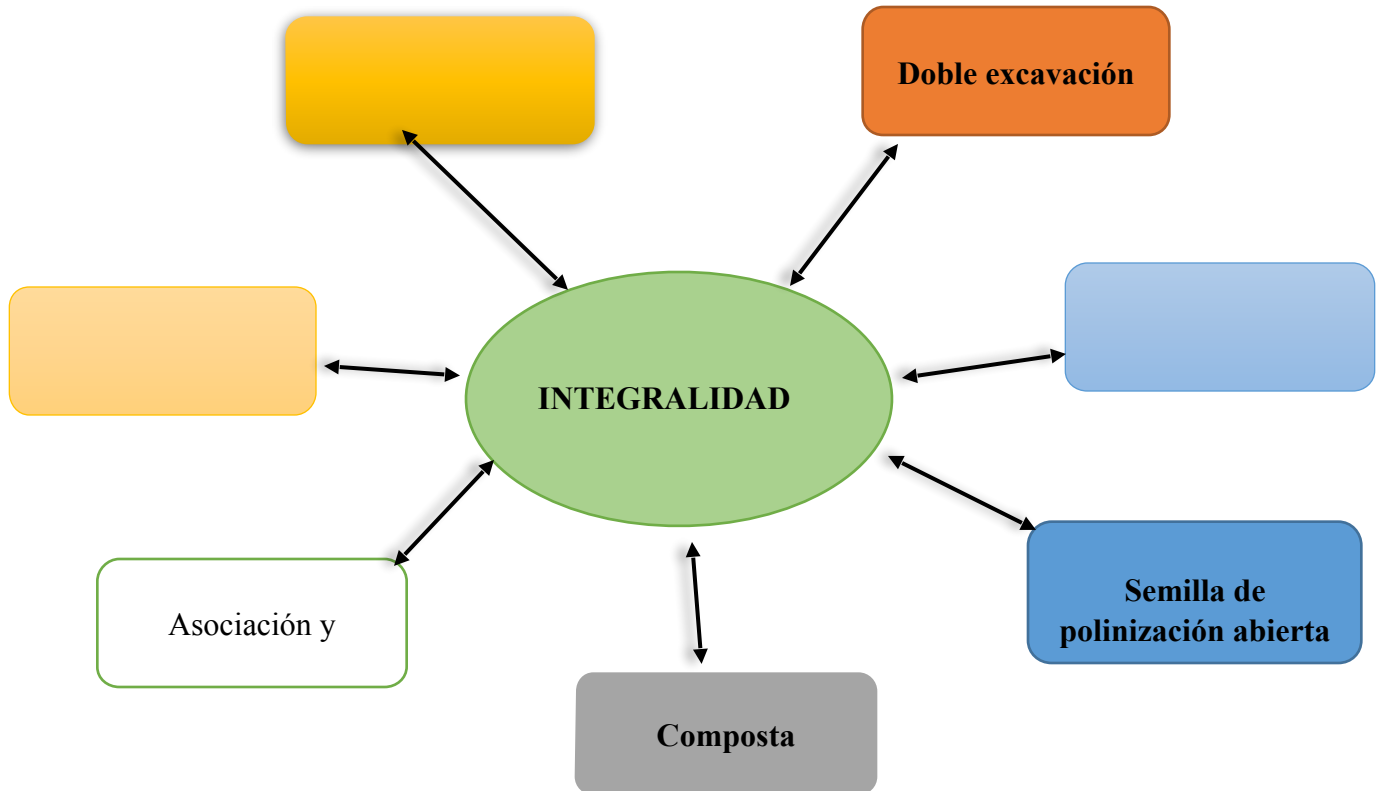 Doble excavación
INTEGRALIDAD
Asociación y
Semilla de
polinización abierta
Composta